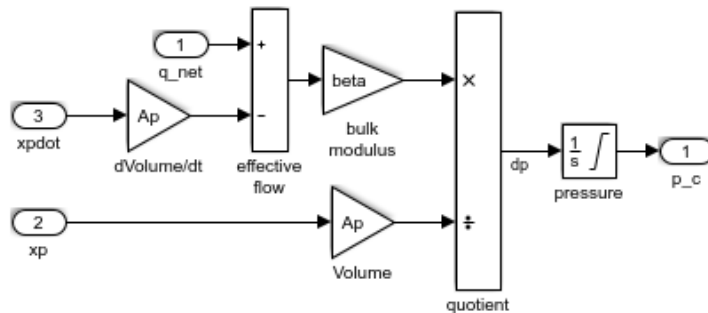 1
q_net
+
−
3
xpdot
Ap
dVolume/dt
effective
flow
beta
bulk
modulus
×
÷
2
xp
Ap
Volume
quotient
dp
1
s
pressure
1
p_c